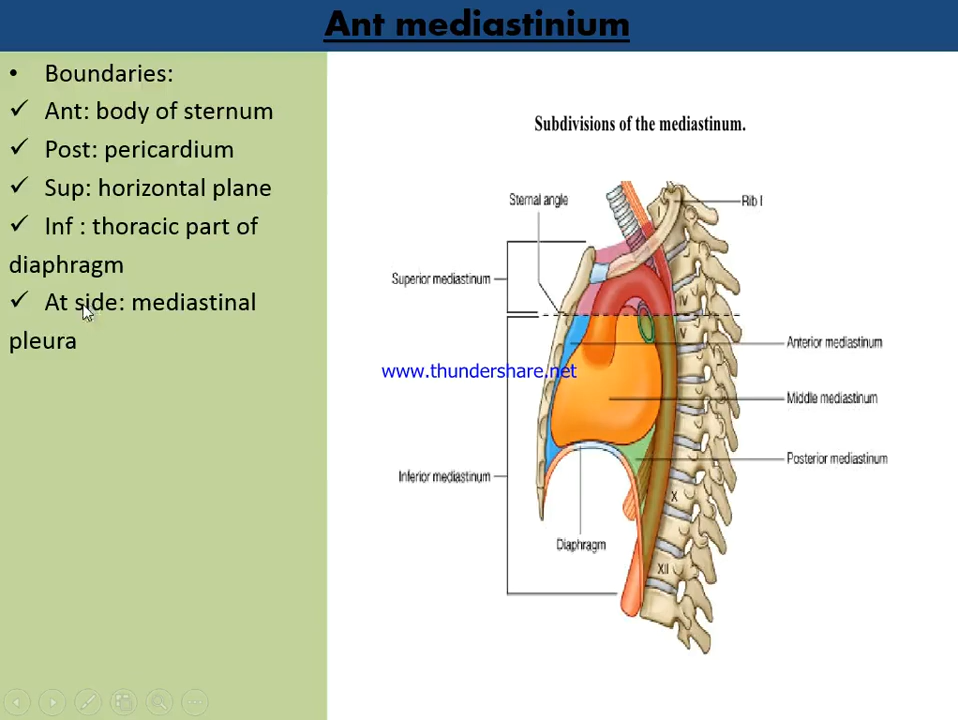 Ant mediastinium
• Boundaries:
✓ Ant: body of sternum
✓ Post: pericardium
✓ Sup: horizontal plane
✓ Inf : thoracic part of
diaphragm
✓ At side: mediastinal
pleura
Subdivisions of the mediastinum.
Sternal angle
Rib I
I
Superior mediastinum
IV
V
Anterior mediastinum
www.thundershare.net
Middle mediastinum
Posterior mediastinum
Inferior mediastinum
X
Diaphragm
XII